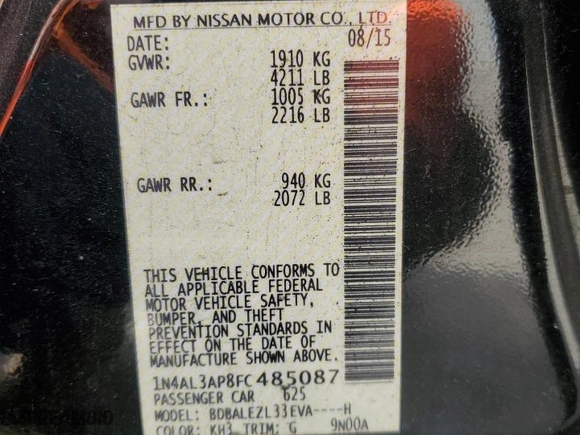 MFD BY NISSAN MOTOR CO., LTD.
DATE: 08/15
GVWR: 1910 KG
4211 LB
GAWR FR.: 1005 KG
2216 LB
GAWR RR.: 940 KG
2072 LB
THIS VEHICLE CONFORMS TO
ALL APPLICABLE FEDERAL
MOTOR VEHICLE SAFETY,
BUMPER, AND THEFT
PREVENTION STANDARDS IN
EFFECT ON THE DATE OF
MANUFACTURE SHOWN ABOVE.
1N4AL3AP8FC485087
PASSENGER CAR 625
MODEL: BDBALEZL33EVA----H
COLOR: KH3 TRIM: G 9N00A